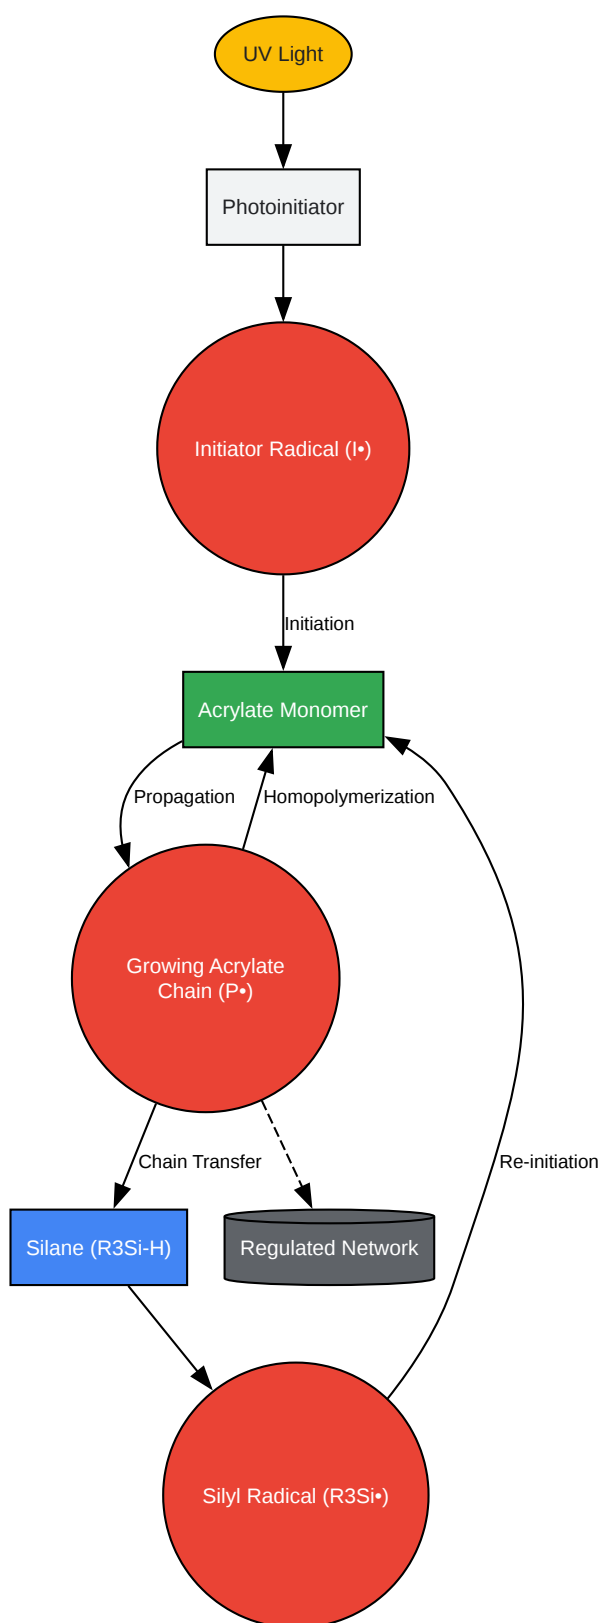 UV Light
Photoinitiator
Initiator Radical (I•)
Initiation
Acrylate Monomer
Propagation
Homopolymerization
Growing Acrylate
Chain (P•)
Chain Transfer
Re-initiation
Silane (R3Si-H)
Regulated Network
Silyl Radical (R3Si•)